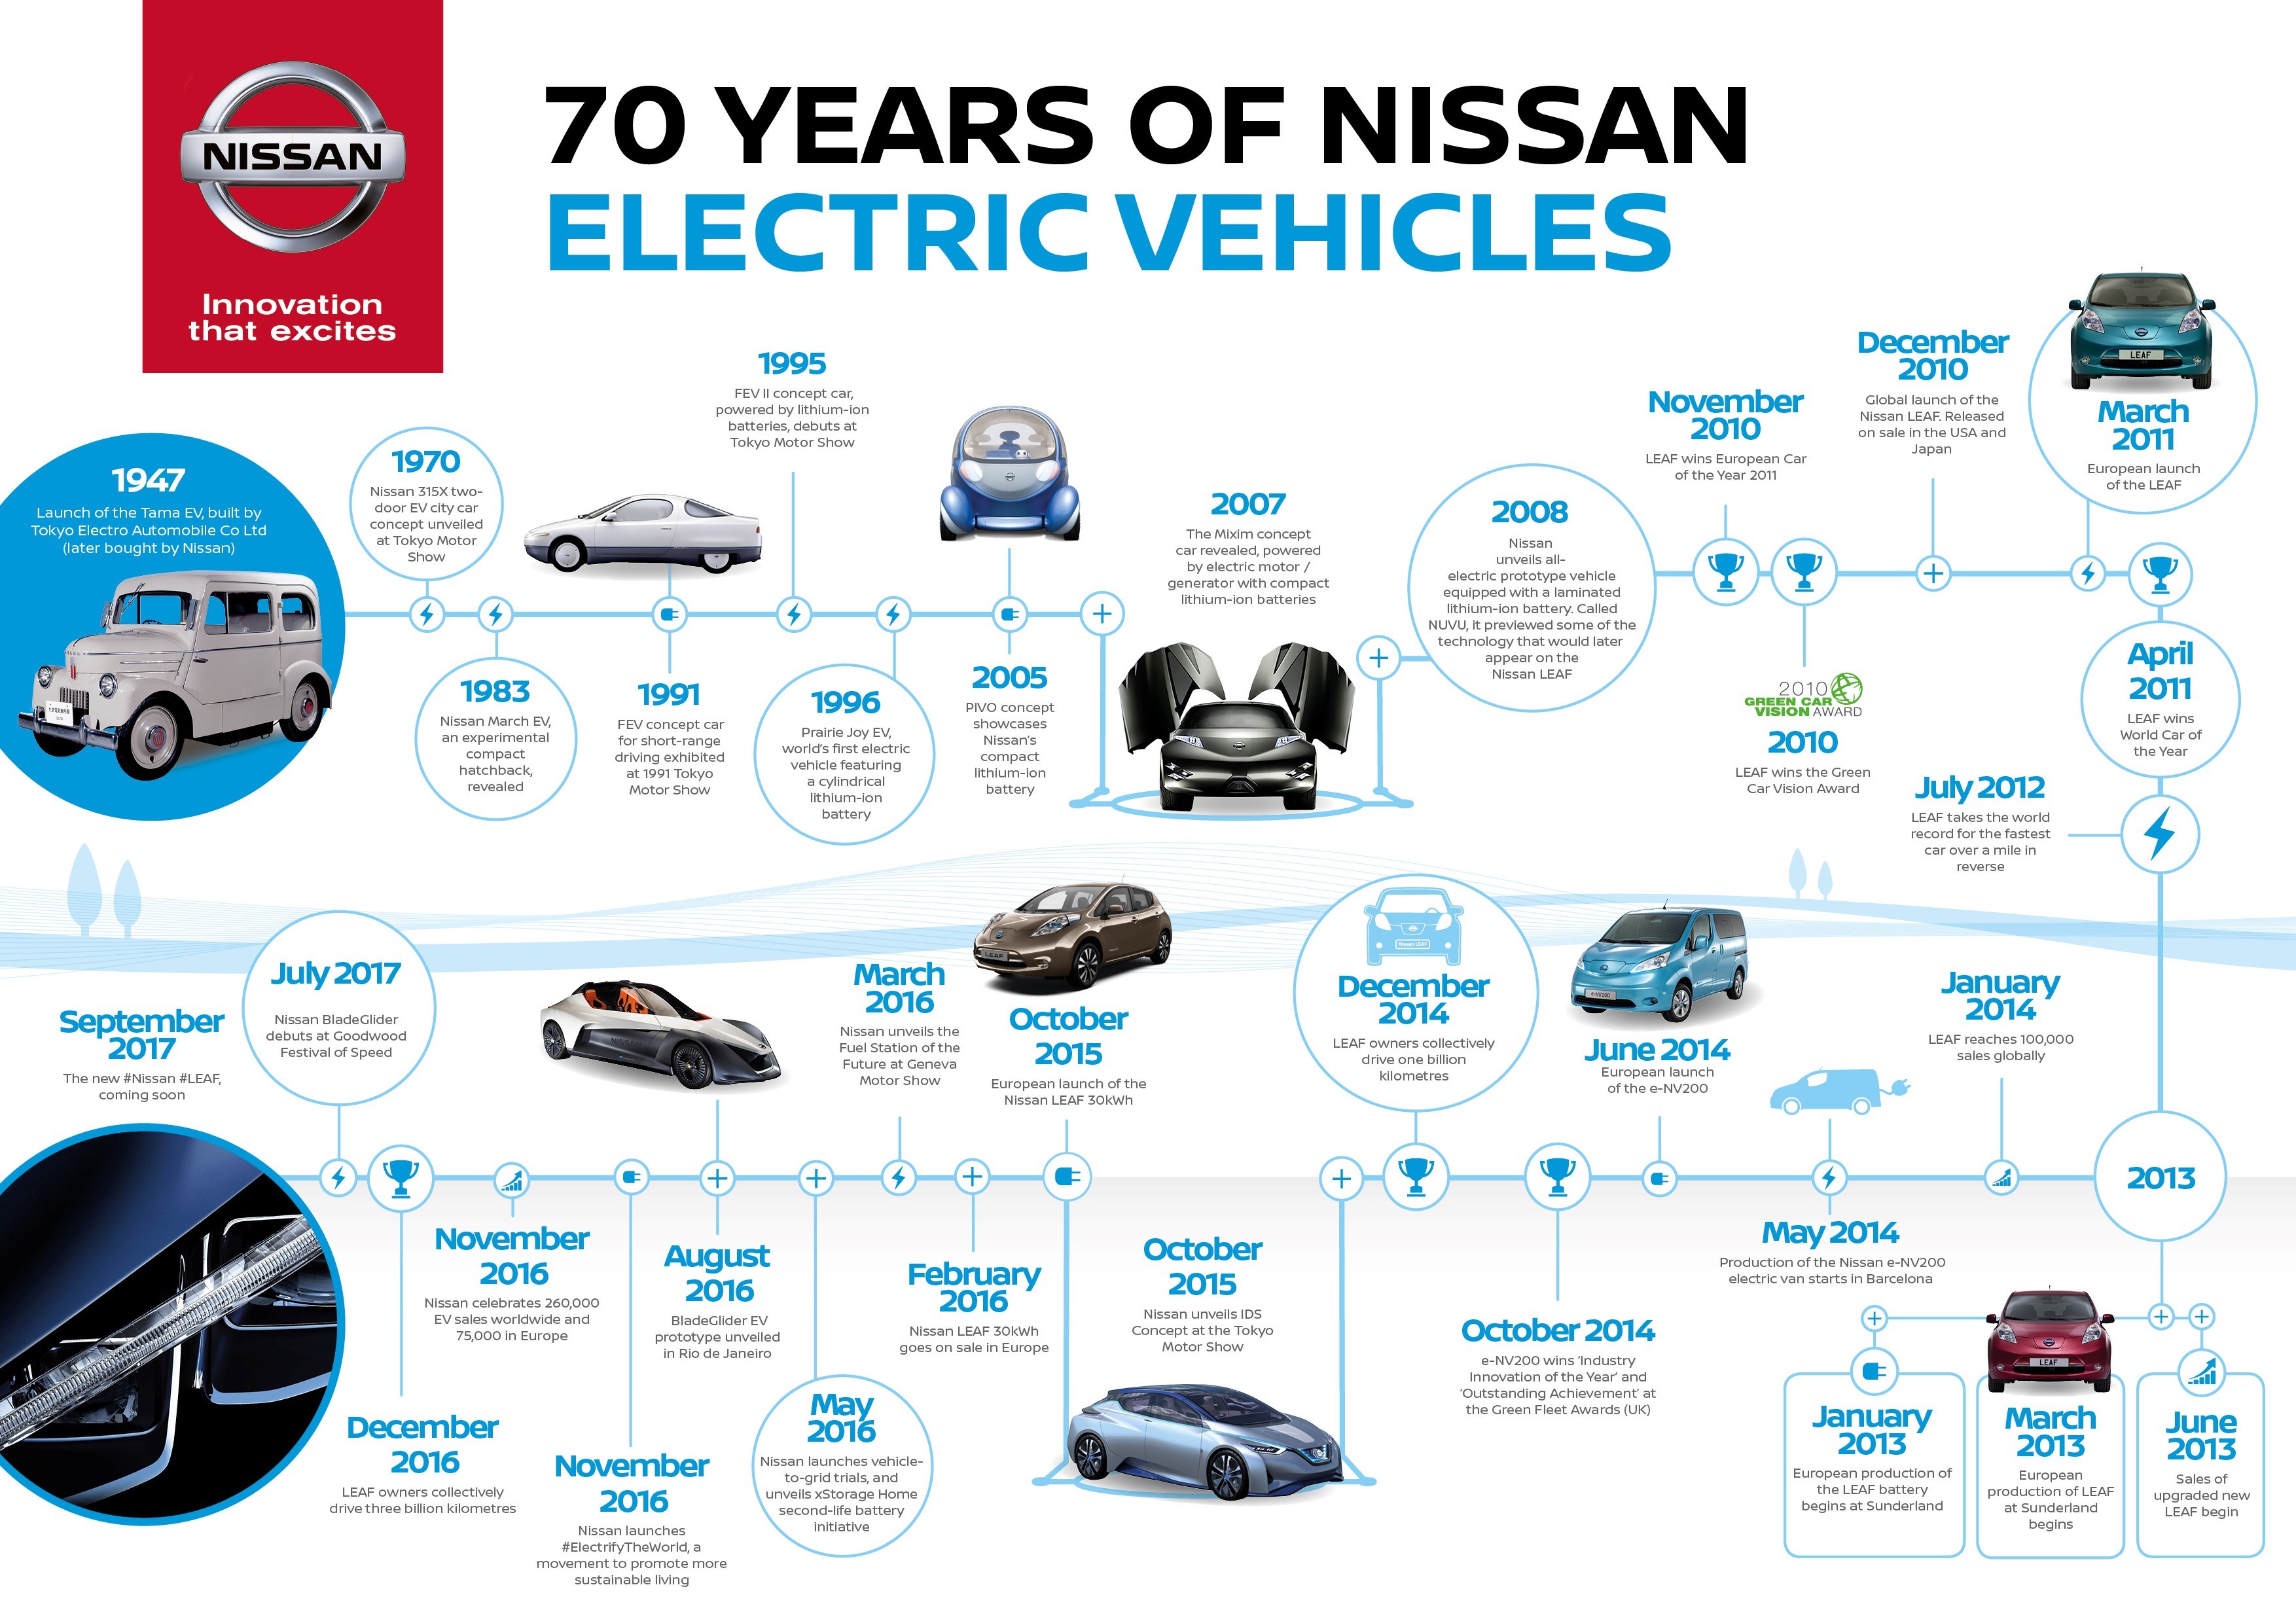 NISSAN
Innovation
that excites
70 YEARS OF NISSAN
ELECTRIC VEHICLES
1947
Launch of the Tama EV, built by
Tokyo Electro Automobile Co Ltd
(later bought by Nissan)
1970
Nissan 315X two-
door EV city car
concept unveiled
at Tokyo Motor
Show
1983
Nissan March EV,
an experimental
compact
hatchback,
revealed
1991
FEV concept car
for short-range
driving exhibited
at 1991 Tokyo
Motor Show
1995
FEV II concept car,
powered by lithium-ion
batteries, debuts at
Tokyo Motor Show
1996
Prairie Joy EV,
world's first electric
vehicle featuring
a cylindrical
lithium-ion
battery
2005
PIVO concept
showcases
Nissan's
compact
lithium-ion
battery
2007
The Mixim concept
car revealed, powered
by electric motor /
generator with compact
lithium-ion batteries
2008
Nissan
unveils all-
electric prototype vehicle
equipped with a laminated
lithium-ion battery. Called
NUVU, it previewed some of the
technology that would later
appear on the
Nissan LEAF
November
2010
LEAF wins European Car
of the Year 2011
2010
GREEN CAR
VISION AWARD
2010
LEAF wins the Green
Car Vision Award
December
2010
Global launch of the
Nissan LEAF. Released
on sale in the USA and
Japan
LEAF
March
2011
European launch
of the LEAF
April
2011
LEAF wins
World Car of
the Year
July 2012
LEAF takes the world
record for the fastest
car over a mile in
reverse
2013
January
2013
European production of
the LEAF battery
begins at Sunderland
LEAF
March
2013
European
production of LEAF
at Sunderland
begins
June
2013
Sales of
upgraded new
LEAF begin
January
2014
LEAF reaches 100,000
sales globally
May 2014
Production of the Nissan e-NV200
electric van starts in Barcelona
e-NV200
June 2014
European launch
of the e-NV200
October 2014
e-NV200 wins 'Industry
Innovation of the Year' and
'Outstanding Achievement' at
the Green Fleet Awards (UK)
Nissan LEAF
December
2014
LEAF owners collectively
drive one billion
kilometres
October
2015
Nissan unveils IDS
Concept at the Tokyo
Motor Show
LEAF
October
2015
European launch of the
Nissan LEAF 30kWh
February
2016
Nissan LEAF 30kWh
goes on sale in Europe
March
2016
Nissan unveils the
Fuel Station of the
Future at Geneva
Motor Show
May
2016
Nissan launches vehicle-
to-grid trials, and
unveils xStorage Home
second-life battery
initiative
August
2016
BladeGlider EV
prototype unveiled
in Rio de Janeiro
November
2016
Nissan launches
#ElectrifyTheWorld, a
movement to promote more
sustainable living
November
2016
Nissan celebrates 260,000
EV sales worldwide and
75,000 in Europe
December
2016
LEAF owners collectively
drive three billion kilometres
July 2017
Nissan BladeGlider
debuts at Goodwood
Festival of Speed
September
2017
The new #Nissan #LEAF,
coming soon